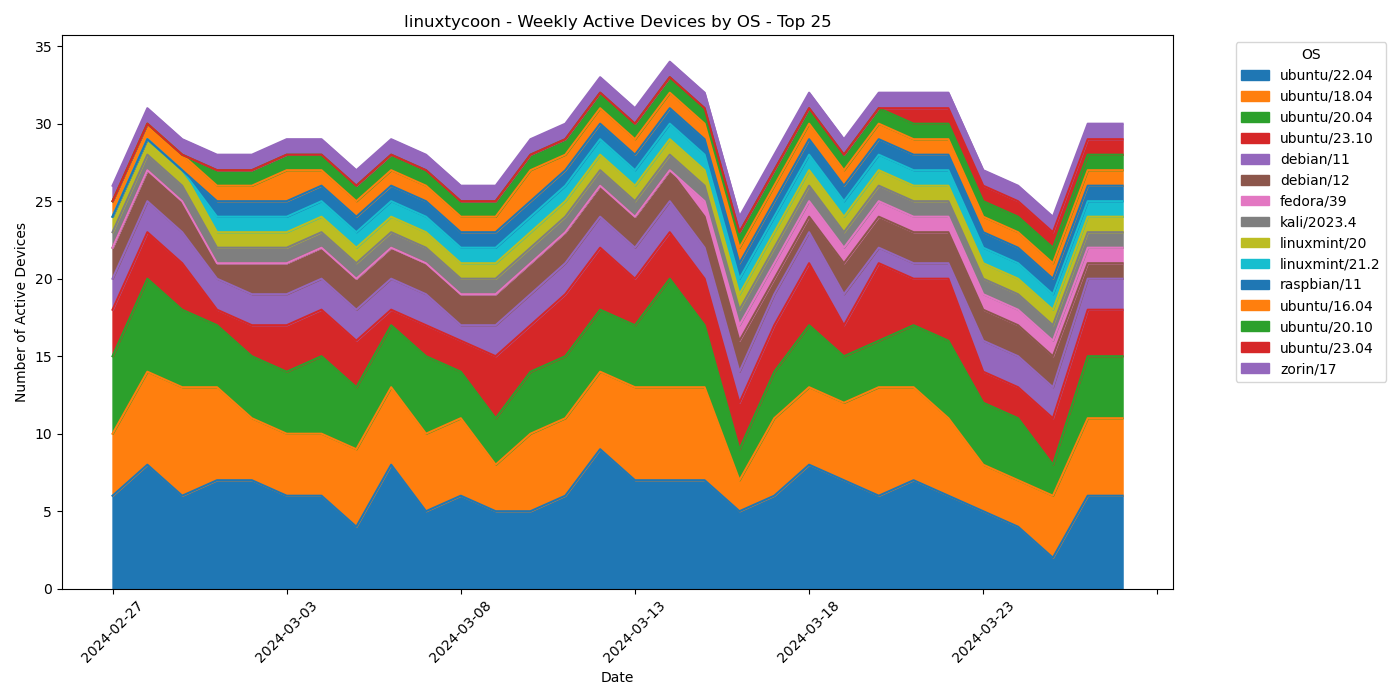 linuxtycoon - Weekly Active Devices by OS - Top 25
35
30
25
20
15
10
5
0
Number of Active Devices
2024-02-27
2024-03-03
2024-03-08
2024-03-13
2024-03-18
2024-03-23
Date
OS
ubuntu/22.04
ubuntu/18.04
ubuntu/20.04
ubuntu/23.10
debian/11
debian/12
fedora/39
kali/2023.4
linuxmint/20
linuxmint/21.2
raspbian/11
ubuntu/16.04
ubuntu/20.10
ubuntu/23.04
zorin/17